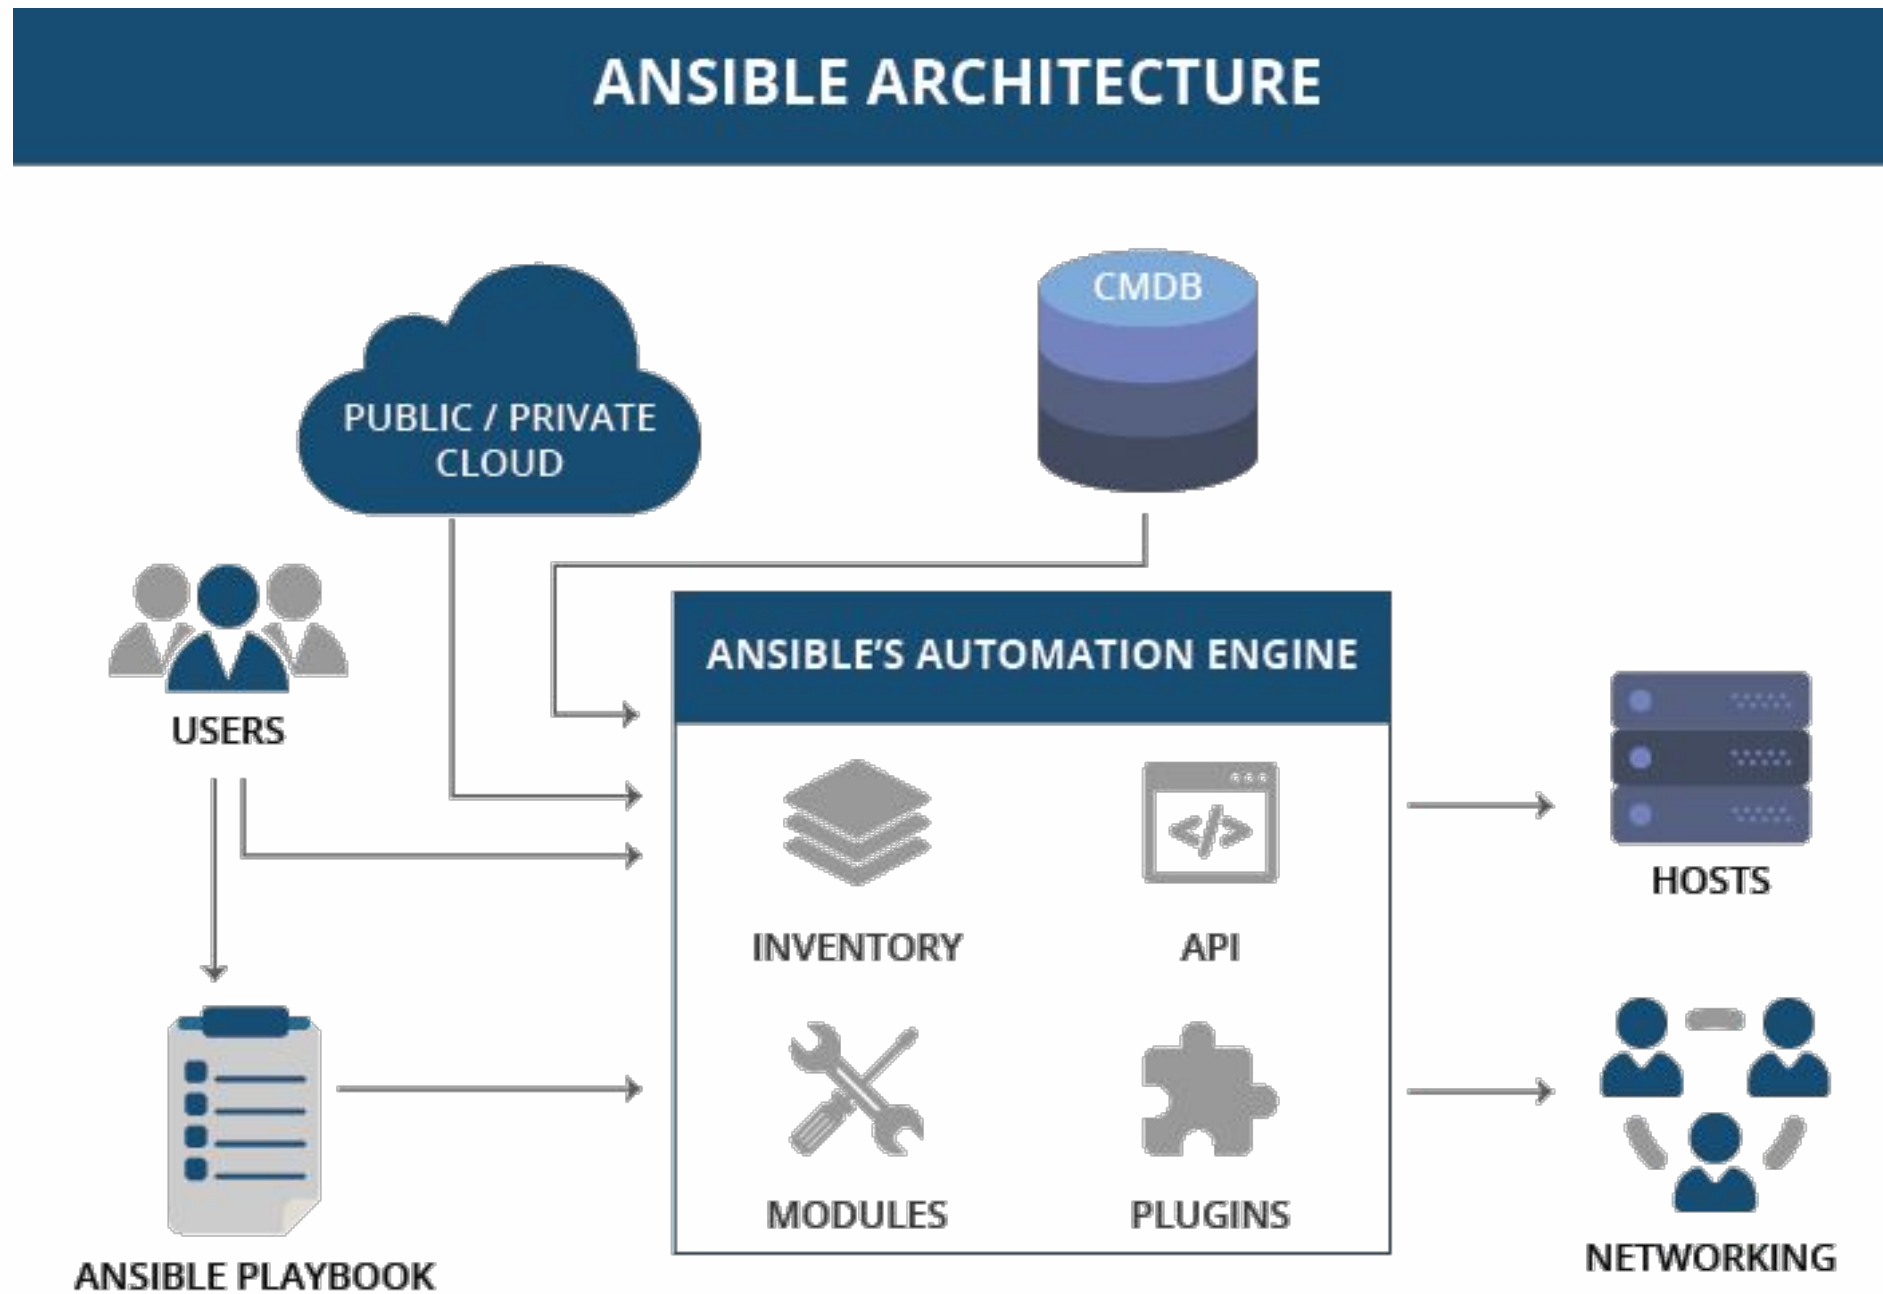 ANSIBLE ARCHITECTURE
CMDB
PUBLIC / PRIVATE
CLOUD
USERS
ANSIBLE'S AUTOMATION ENGINE
INVENTORY
API
HOSTS
MODULES
PLUGINS
ANSIBLE PLAYBOOK
NETWORKING